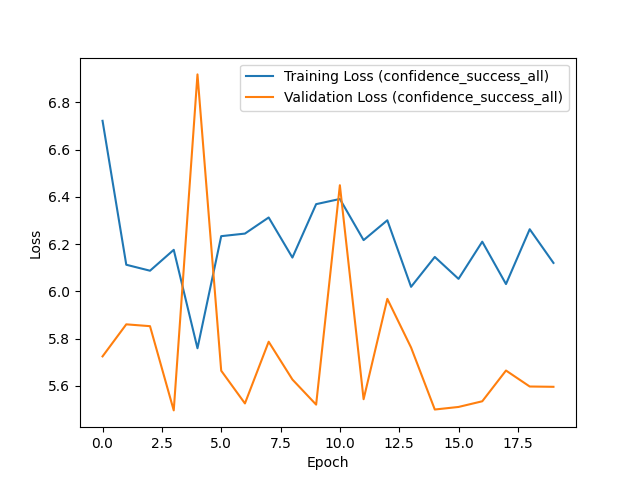 Training Loss (confidence_success_all)
Validation Loss (confidence_success_all)
Loss
6.8
6.6
6.4
6.2
6.0
5.8
5.6
0.0 2.5 5.0 7.5 10.0 12.5 15.0 17.5
Epoch